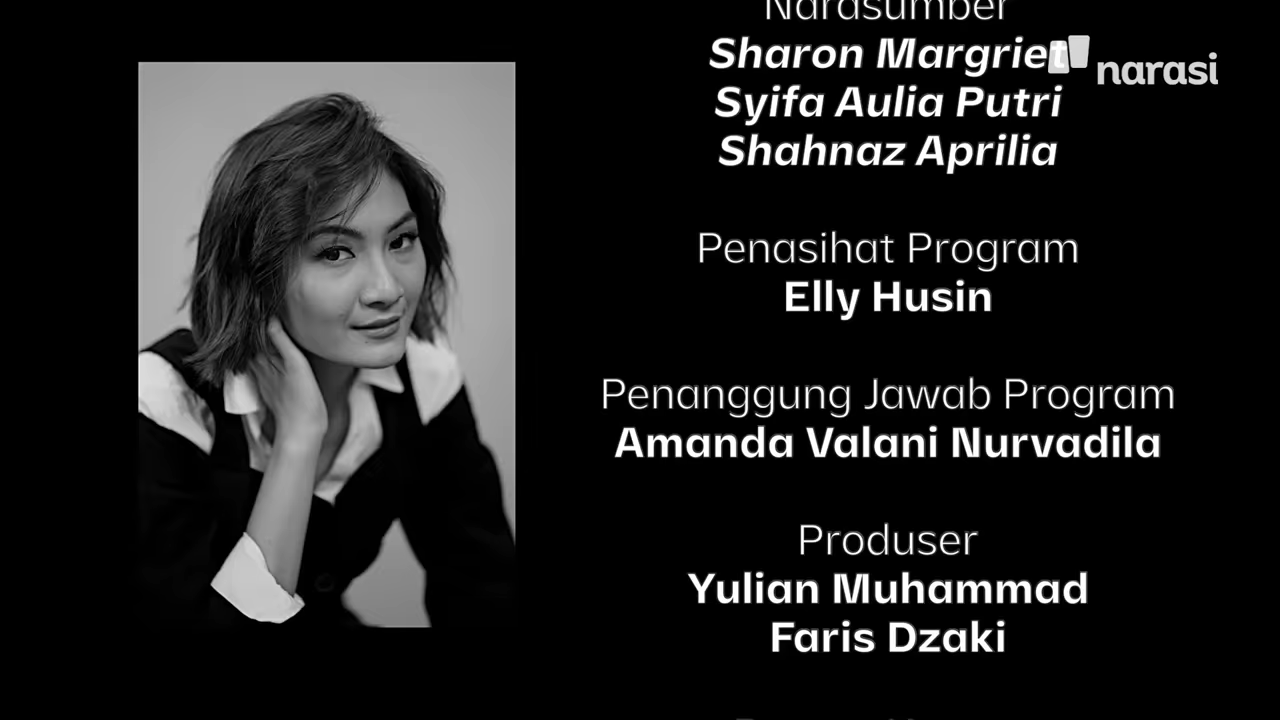 Narasumber
Sharon Margriet
narasi
Syifa Aulia Putri
Shahnaz Aprilia
Penasihat Program
Elly Husin
Penanggung Jawab Program
Amanda Valani Nurvadila
Produser
Yulian Muhammad
Faris Dzaki